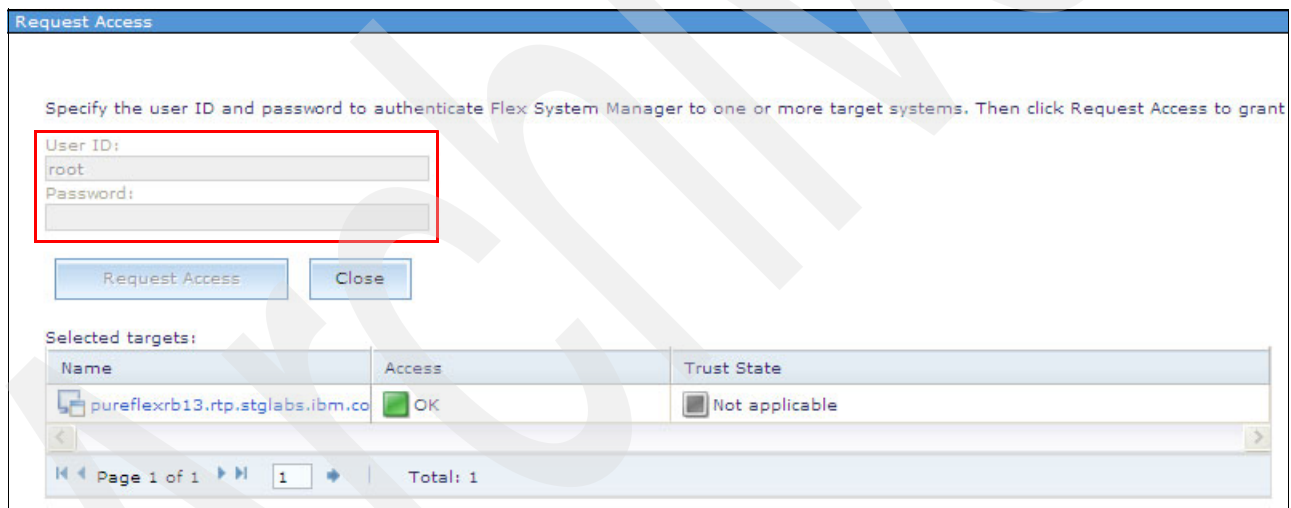 Request Access
Specify the user ID and password to authenticate Flex System Manager to one or more target systems. Then click Request Access to grant
User ID:
root
Password:
Request Access Close
Selected targets:
Name Access Trust State
pureflexrb13.rtp.stglabs.ibm.co OK Not applicable
Page 1 of 1 1 Total: 1